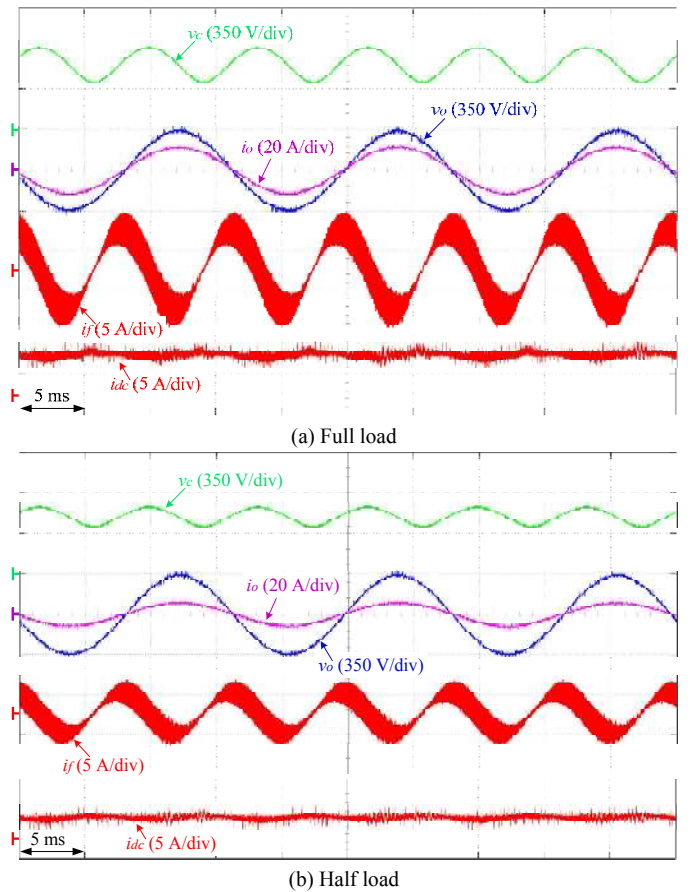 vc (350 V/div)
vo (350 V/div)
io (20 A/div)
if (5 A/div)
idc (5 A/div)
5 ms
(a) Full load
vc (350 V/div)
io (20 A/div)
vo (350 V/div)
if (5 A/div)
idc (5 A/div)
5 ms
(b) Half load